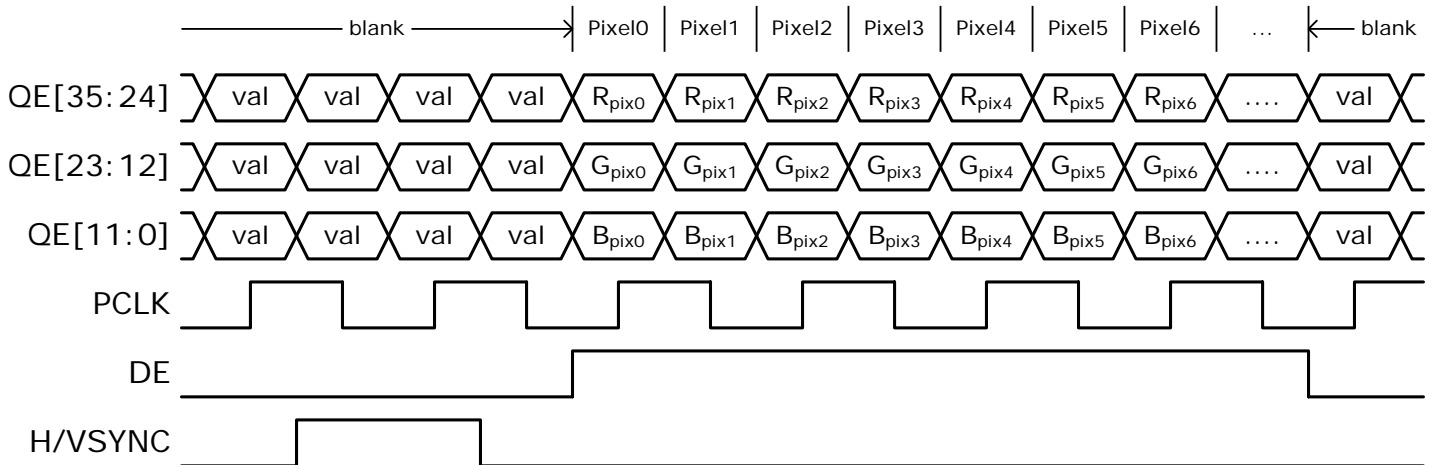 blank Pixel0 Pixel1 Pixel2 Pixel3 Pixel4 Pixel5 Pixel6 ... blank
QE[35:24] val val val val Rpix0 Rpix1 Rpix2 Rpix3 Rpix4 Rpix5 Rpix6 .... val
QE[23:12] val val val val Gpix0 Gpix1 Gpix2 Gpix3 Gpix4 Gpix5 Gpix6 .... val
QE[11:0] val val val val Bpix0 Bpix1 Bpix2 Bpix3 Bpix4 Bpix5 Bpix6 .... val
PCLK
DE
H/VSYNC